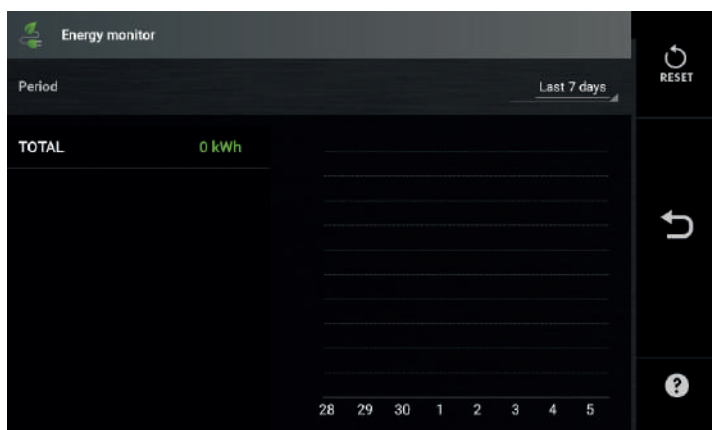 Energy monitor
RESET
Period Last 7 days
TOTAL 0 kWh
?
28 29 30 1 2 3 4 5